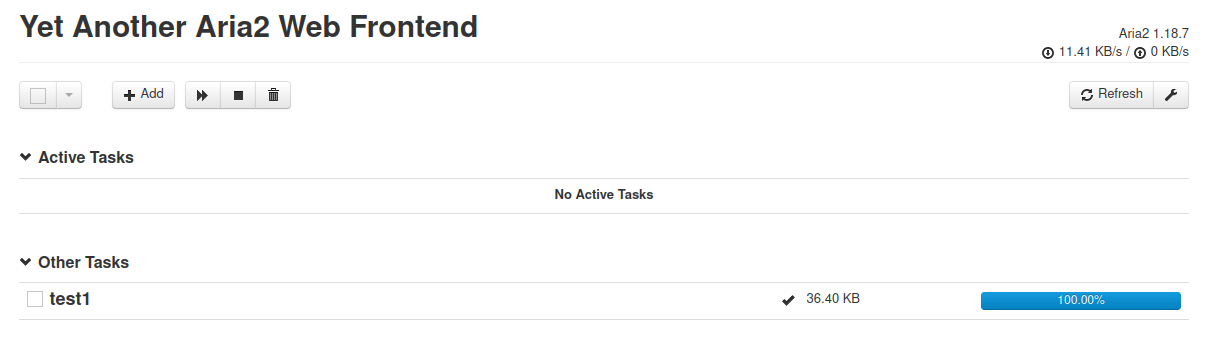 Yet Another Aria2 Web Frontend
Aria2 1.18.7
11.41 KB/s / 0 KB/s
Add
Refresh
Active Tasks
No Active Tasks
Other Tasks
test1 36.40 KB 100.00%